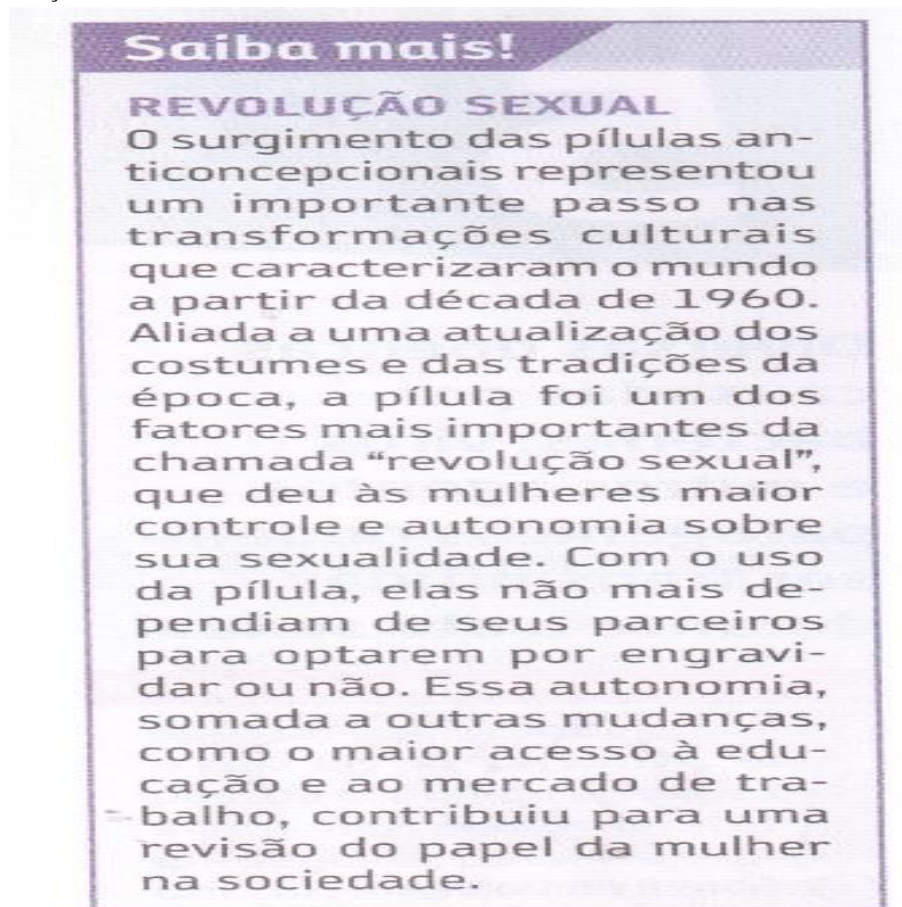 Saiba mais!
REVOLUÇÃO SEXUAL
O surgimento das pílulas an-
ticoncepcionais representou
um importante passo nas
transformações culturais
que caracterizaram o mundo
a partir da década de 1960.
Aliada a uma atualização dos
costumes e das tradições da
época, a pílula foi um dos
fatores mais importantes da
chamada “revolução sexual”,
que deu às mulheres maior
controle e autonomia sobre
sua sexualidade. Com o uso
da pílula, elas não mais de-
pendiam de seus parceiros
para optarem por engravi-
dar ou não. Essa autonomia,
somada a outras mudanças,
como o maior acesso à edu-
cação e ao mercado de tra-
balho, contribuiu para uma
revisão do papel da mulher
na sociedade.